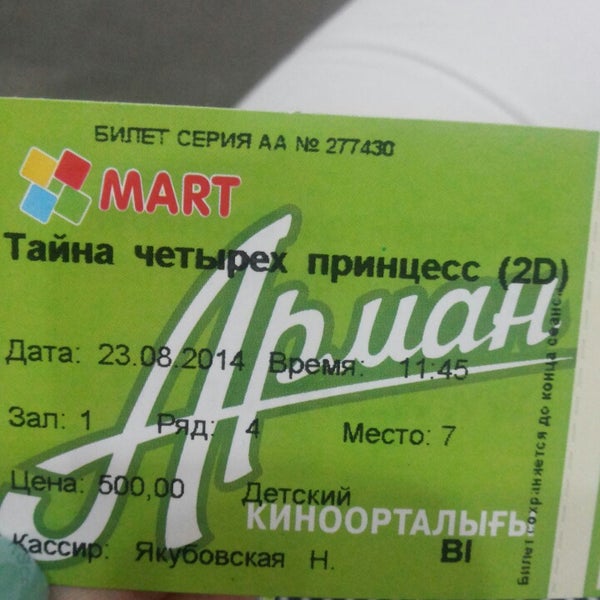 БИЛЕТ СЕРИЯ АА № 277430
MART
Тайна четырех принцесс (2D)
Арман
Дата: 23.08.2014 Время: 11:45
Зал: 1 Ряд: 4 Место: 7
Цена: 500,00 Детский
КИНООРТАЛЫҒЫ
Кассир: Якубовская Н.
BI
Билет сохраняется до конца сеанса